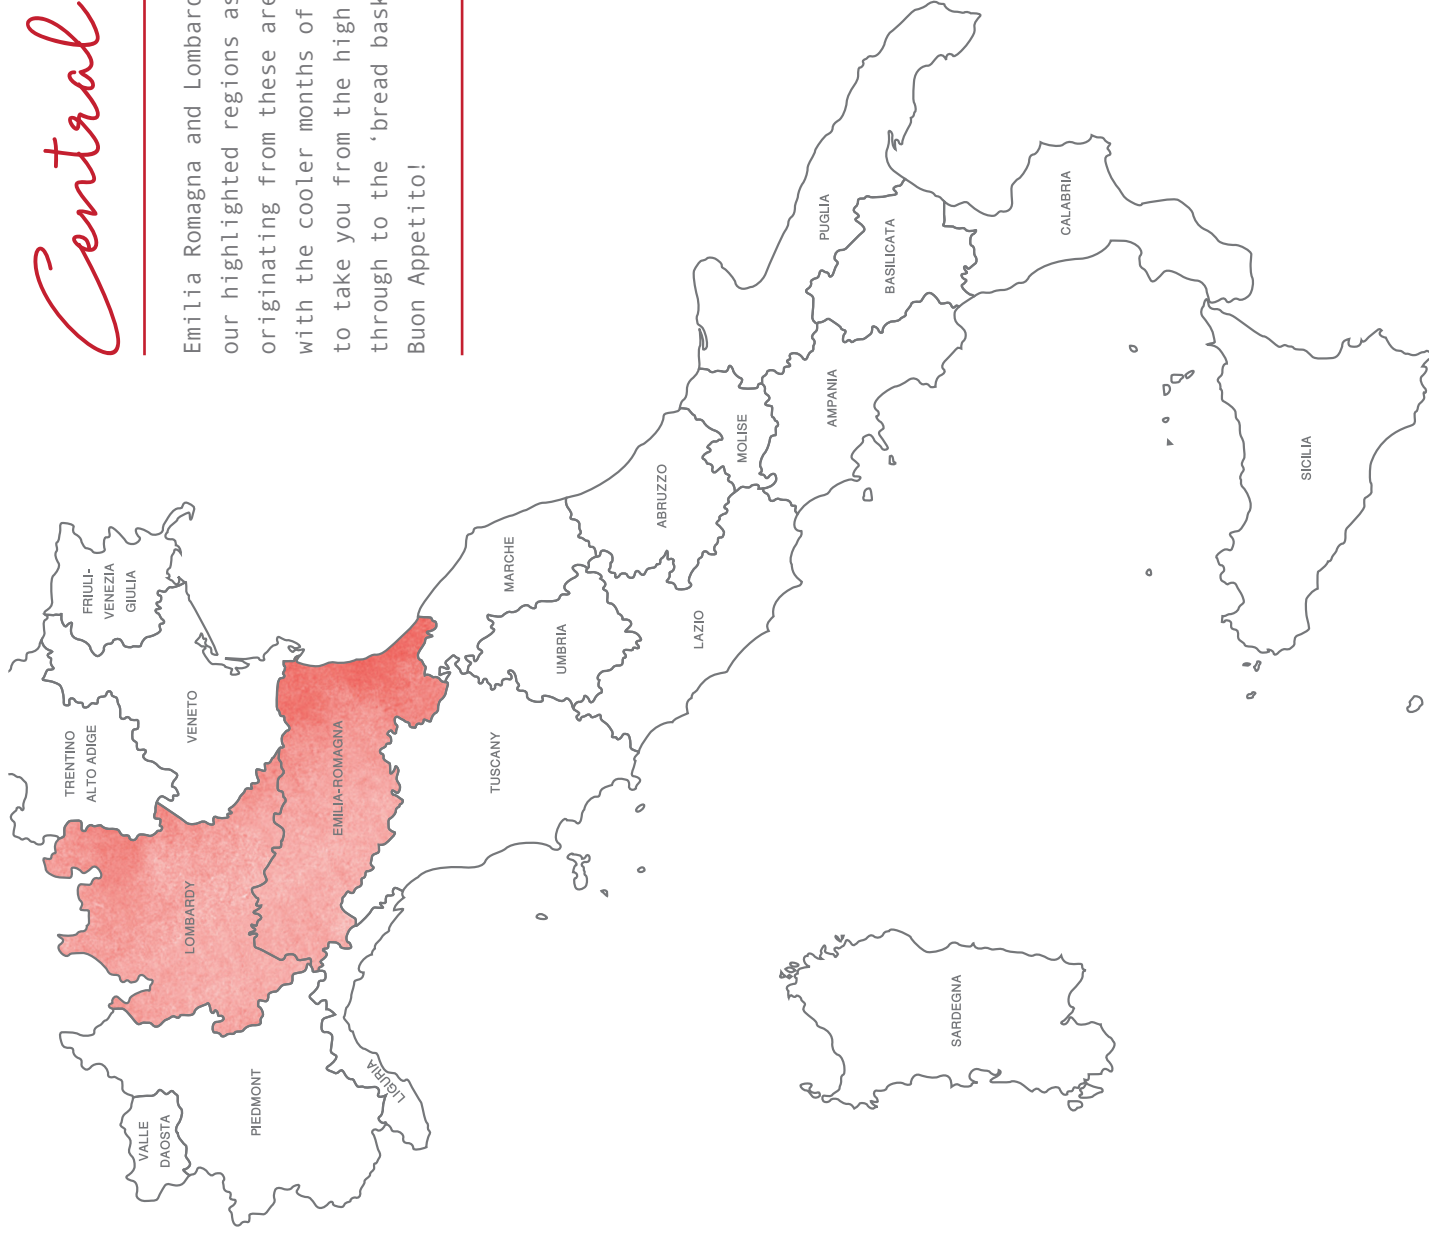 Central
Emilia Romagna and Lombard
our highlighted regions as
originating from these are
with the cooler months of
to take you from the high
through to the ‘bread bask
Buon Appetito!
FRIULI-
VENEZIA
GIULIA
TRENTINO
ALTO ADIGE
VENETO
LOMBARDY
VALLE
DAOSTA
PIEDMONT
LIGURIA
EMILIA-ROMAGNA
TUSCANY
MARCHE
UMBRIA
LAZIO
ABRUZZO
MOLISE
AMPANIA
PUGLIA
BASILICATA
CALABRIA
SICILIA
SARDEGNA